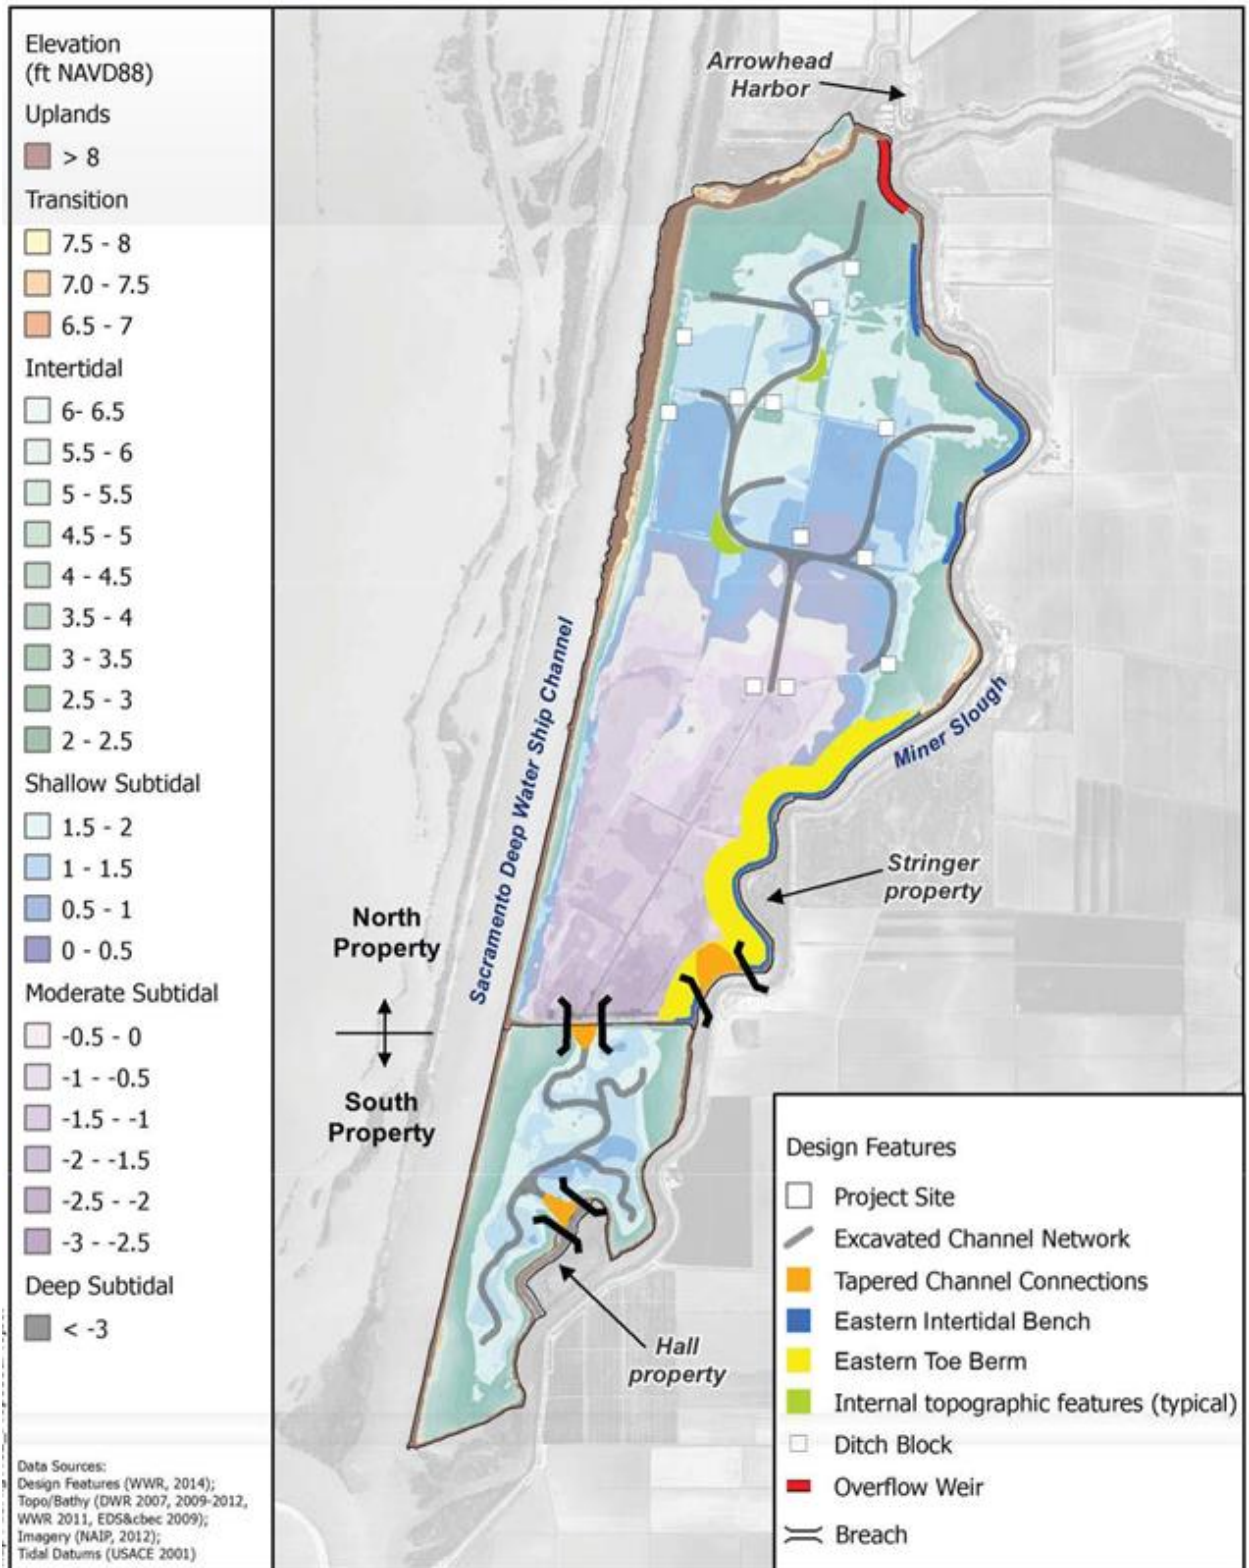 Elevation
(ft NAVD88)
Uplands
> 8
Transition
7.5 - 8
7.0 - 7.5
6.5 - 7
Intertidal
6- 6.5
5.5 - 6
5 - 5.5
4.5 - 5
4 - 4.5
3.5 - 4
3 - 3.5
2.5 - 3
2 - 2.5
Shallow Subtidal
1.5 - 2
1 - 1.5
0.5 - 1
0 - 0.5
Moderate Subtidal
-0.5 - 0
-1 - -0.5
-1.5 - -1
-2 - -1.5
-2.5 - -2
-3 - -2.5
Deep Subtidal
< -3
Data Sources:
Design Features (WWR, 2014);
Topo/Bathy (DWR 2007, 2009-2012,
WWR 2011, EDS&cbec 2009);
Imagery (NAIP, 2012);
Tidal Datums (USACE 2001)
Arrowhead
Harbor
Sacramento Deep Water Ship Channel
Miner Slough
Stringer
property
North
Property
South
Property
Hall
property
Design Features
Project Site
Excavated Channel Network
Tapered Channel Connections
Eastern Intertidal Bench
Eastern Toe Berm
Internal topographic features (typical)
Ditch Block
Overflow Weir
Breach